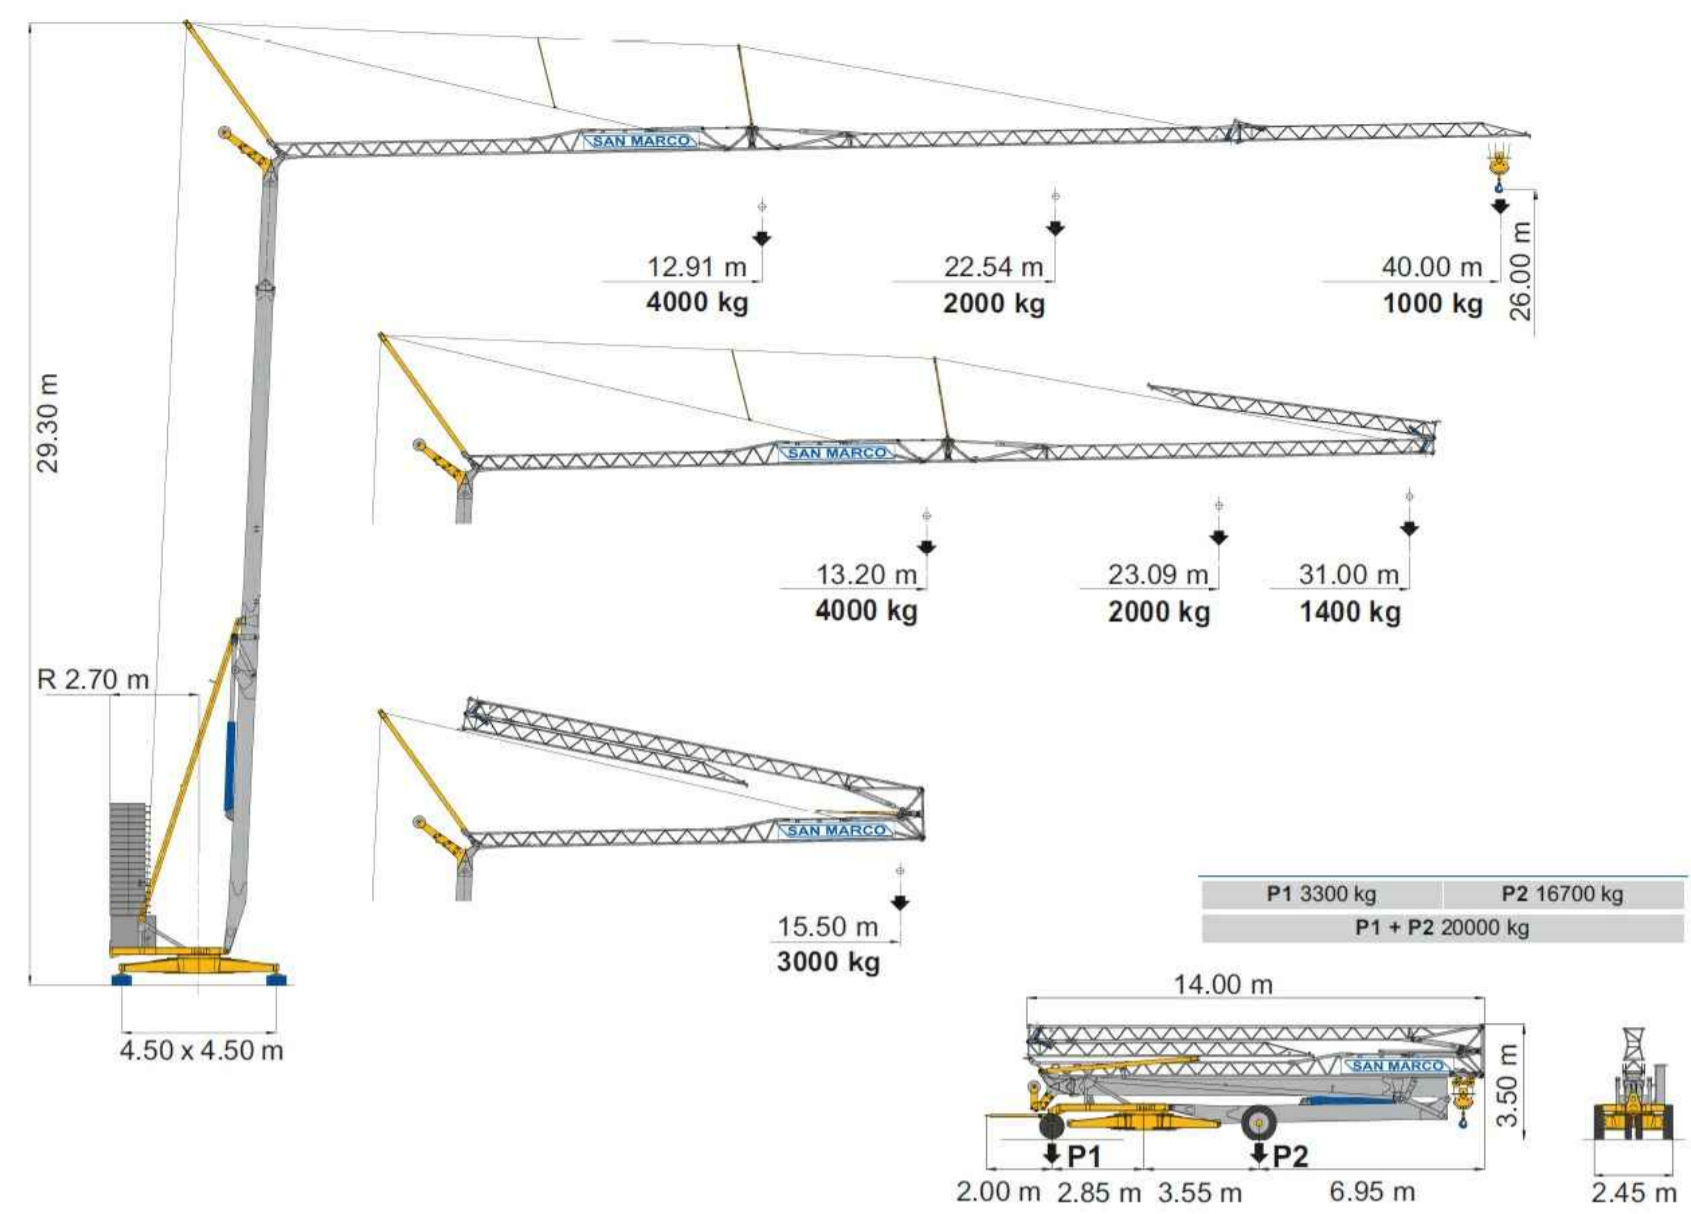 SAN MARCO
12.91 m
4000 kg
22.54 m
2000 kg
40.00 m
1000 kg
26.00 m
29.30 m
SAN MARCO
13.20 m
4000 kg
23.09 m
2000 kg
31.00 m
1400 kg
R 2.70 m
SAN MARCO
15.50 m
3000 kg
4.50 x 4.50 m
P1 3300 kg
P2 16700 kg
P1 + P2 20000 kg
14.00 m
SAN MARCO
3.50 m
P1
P2
2.00 m
2.85 m
3.55 m
6.95 m
2.45 m